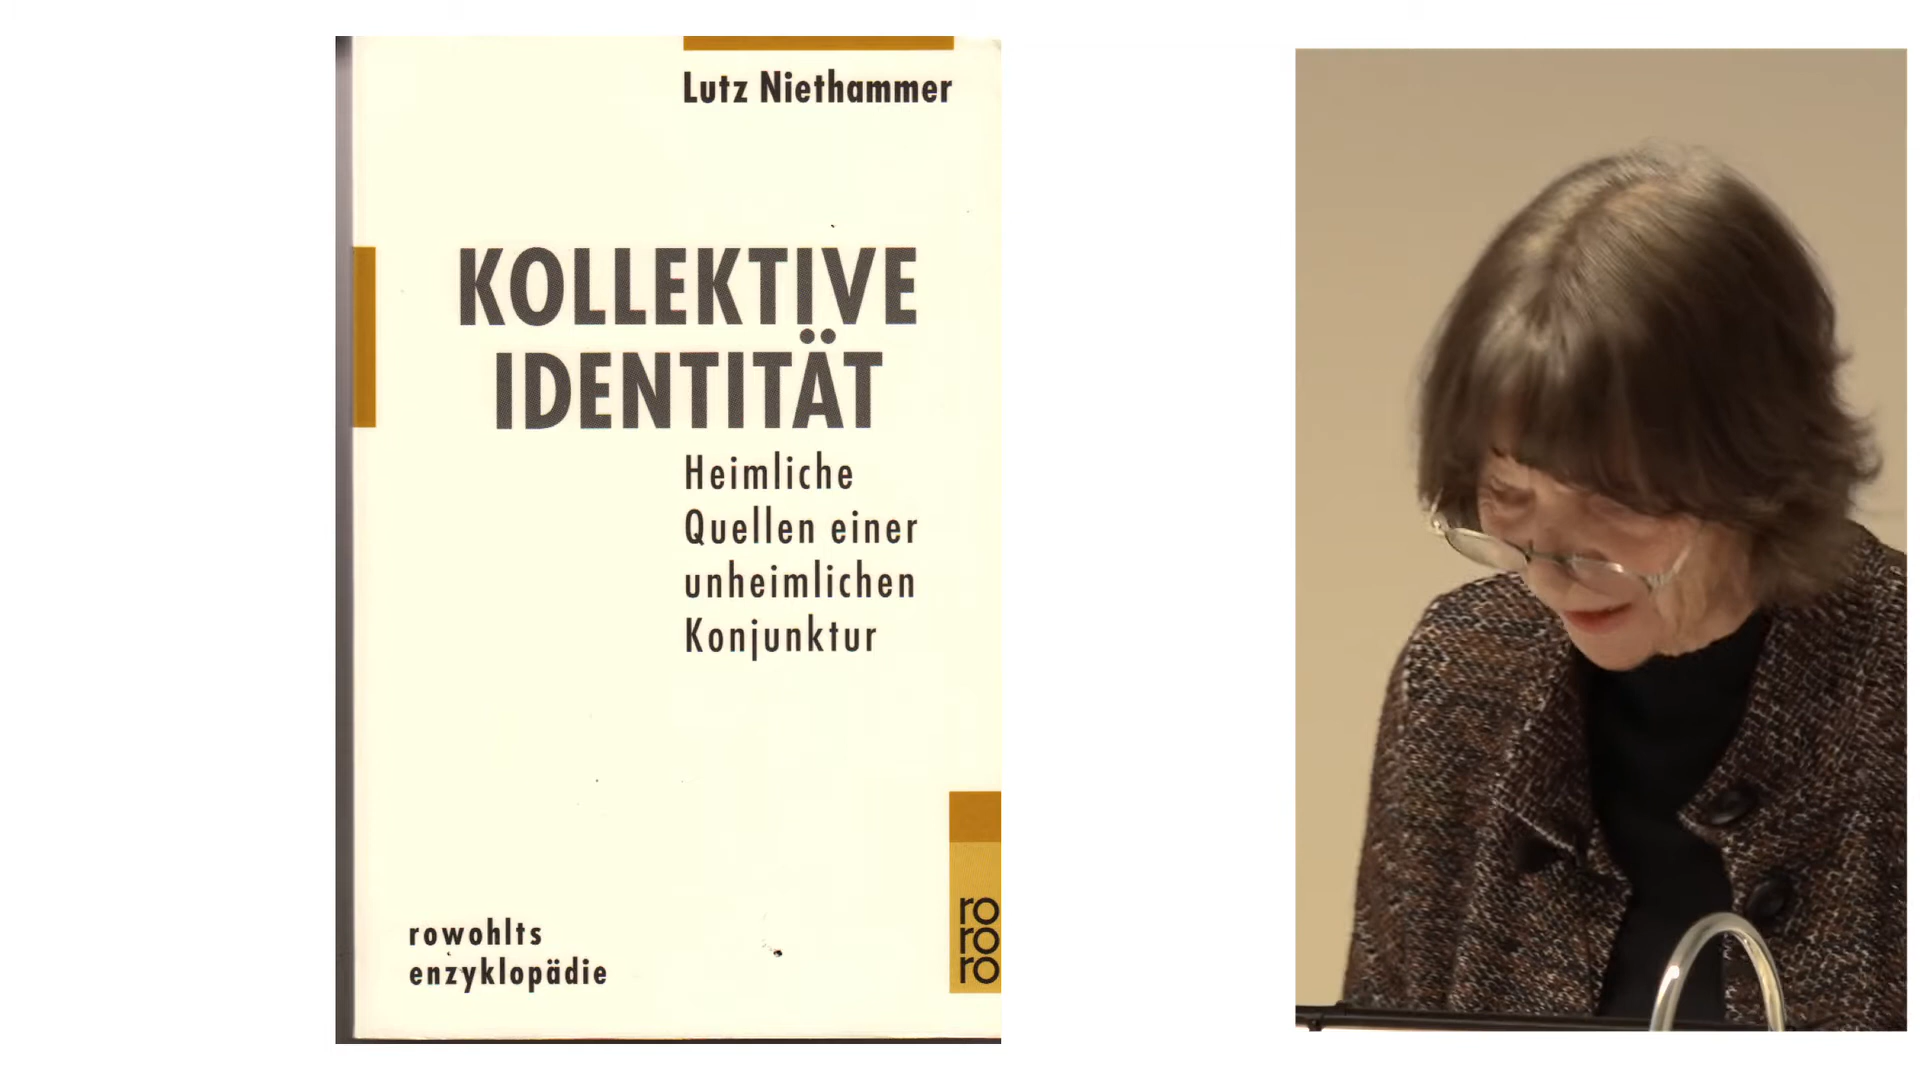 Lutz Niethammer
KOLLEKTIVE
IDENTITÄT
Heimliche
Quellen einer
unheimlichen
Konjunktur
rowohlts
enzyklopädie
ro
ro
ro